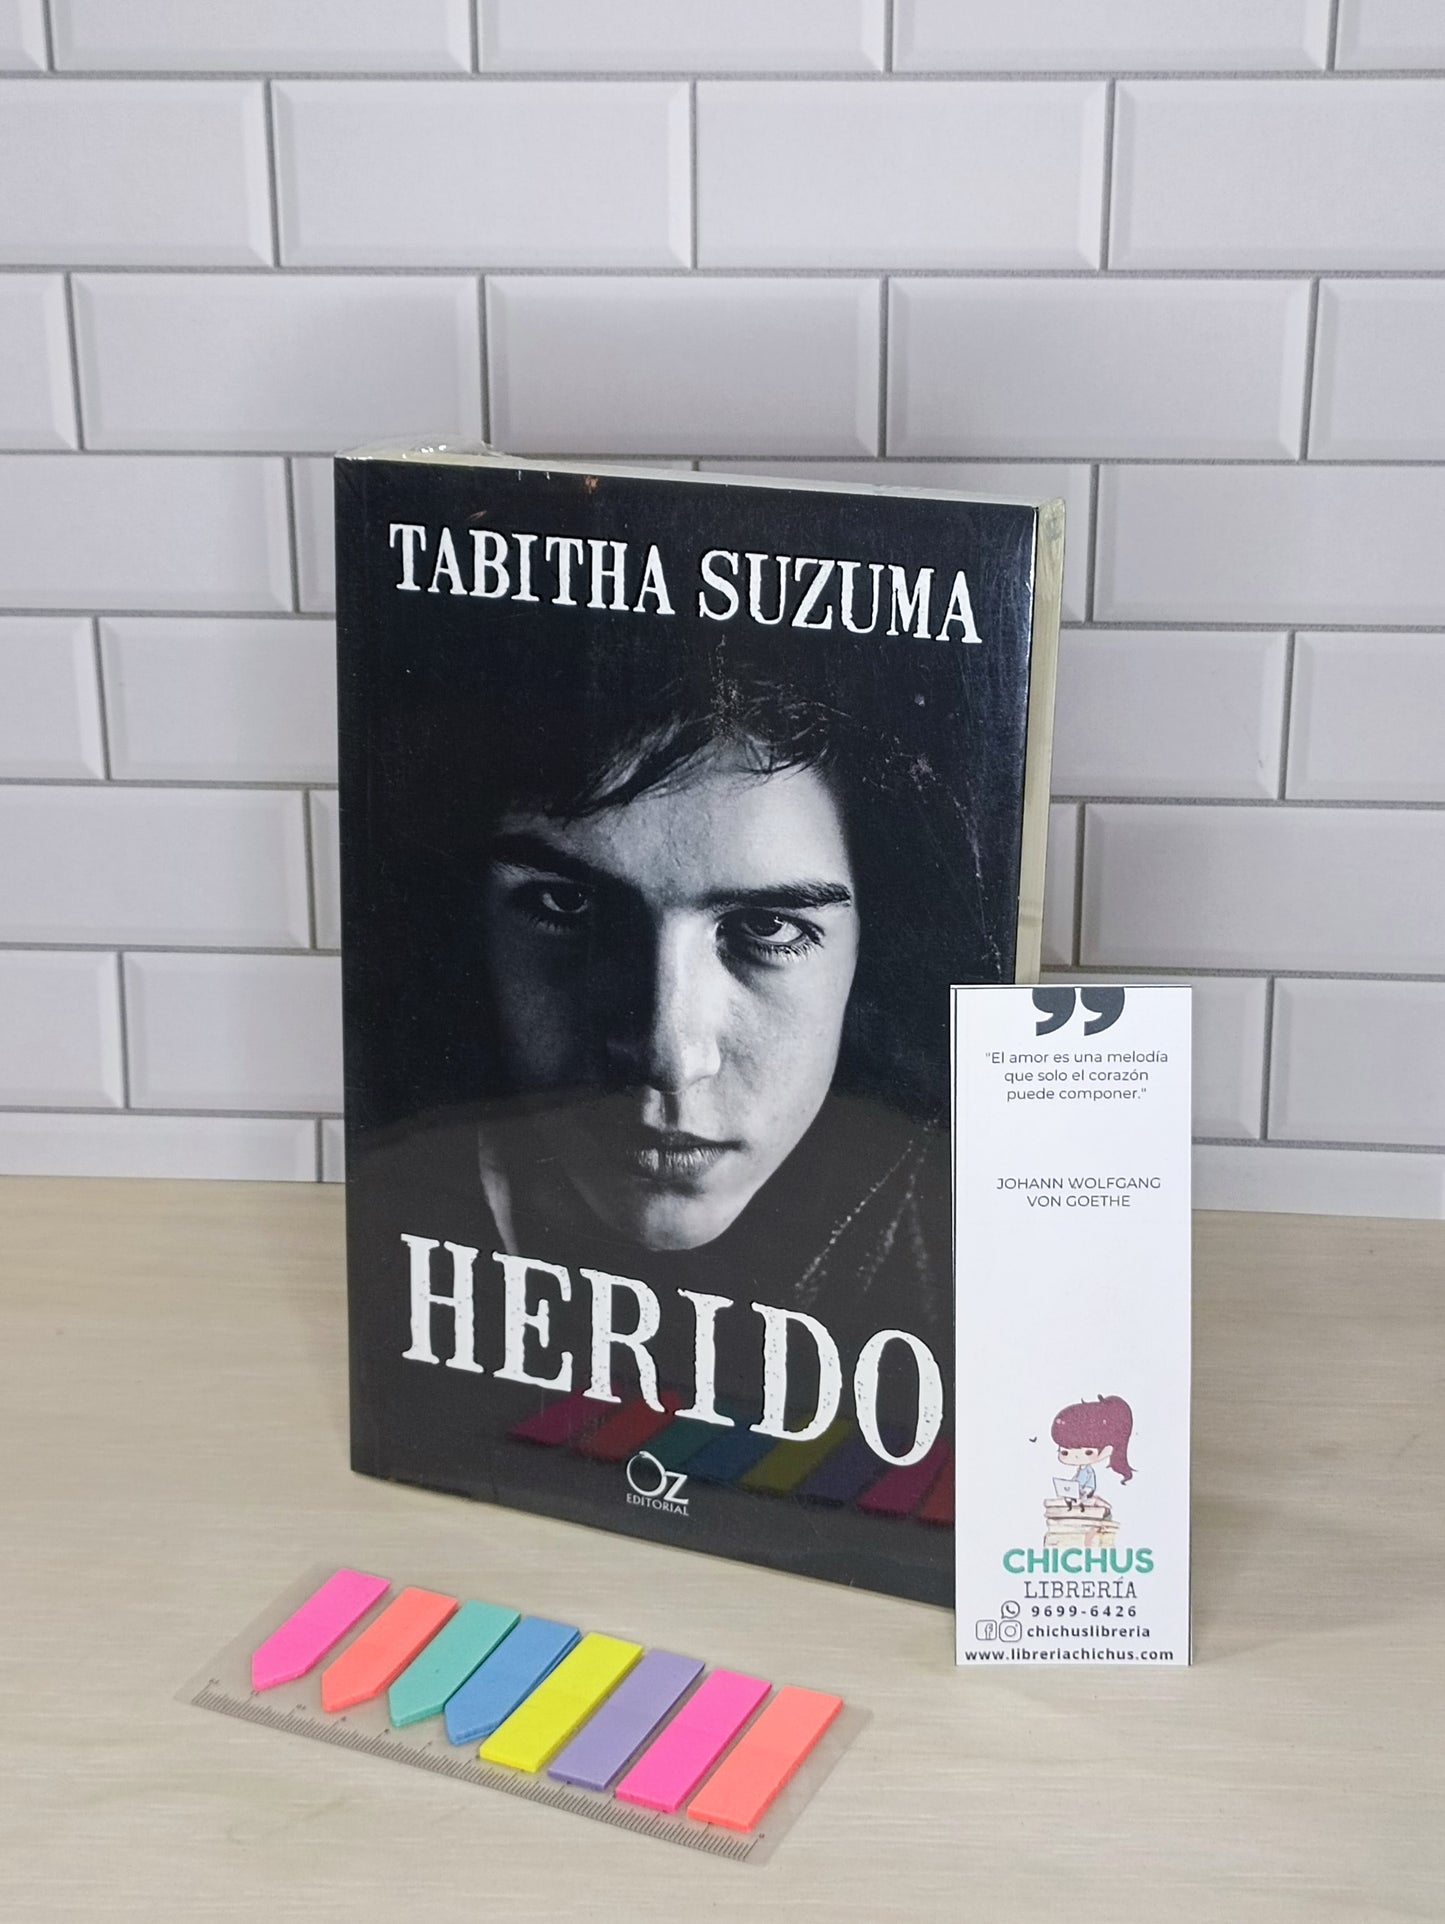 TABITHA SUZUMA
HERIDO
OZ
EDITORIAL
"El amor es una melodía
que solo el corazón
puede componer."
JOHANN WOLFGANG
VON GOETHE
CHICHUS
LIBRERÍA
9699-6426
chichuslibreria
www.libreriachichus.com